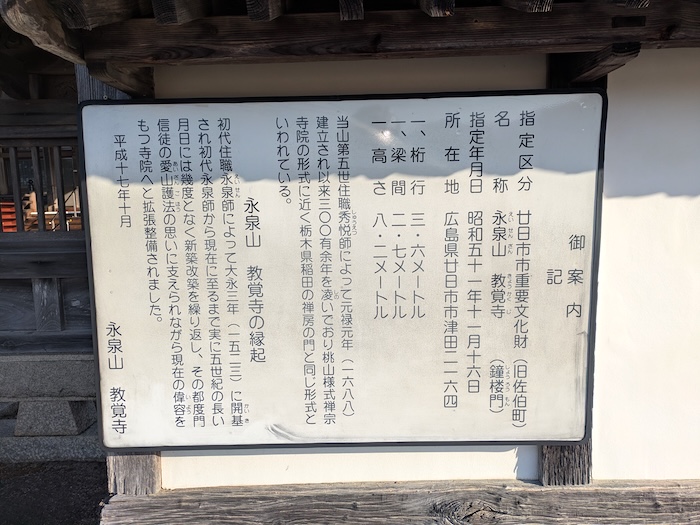 御案内
記
指定区分　廿日市市重要文化財（旧佐伯町）
名　　称　永泉山　教覚寺　（鐘楼門）
指定年月日　昭和五十一年十一月十六日
所在地　広島県廿日市市津田二一六四
一、桁　行　三・六メートル
一、梁　間　二・七メートル
一　高　さ　八・二メートル
当山第五世住職秀悦師によって元禄元年（一六八八）
建立され以来三〇〇有余年を凌いでおり桃山様式禅宗
寺院の形式に近く栃木県稲田の禅房の門と同じ形式と
いわれている。
永泉山　教覚寺の縁起
初代住職永泉師によって大永三年（一五二三）に開基
され初代永泉師から現在に至るまで実に五世紀の長い
月日には幾度となく新築改築を繰り返し、その都度門
信徒の愛山護法の思いに支えられながら現在の偉容を
もつ寺院へと拡張整備されました。
平成十七年十月
永泉山　教覚寺